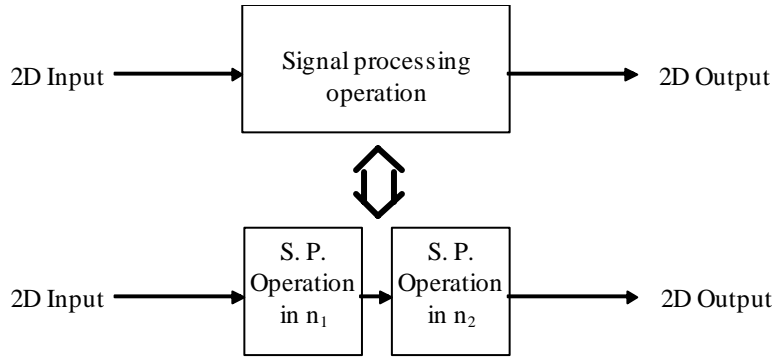 Signal processing
operation
2D Input
2D Output
S. P.
Operation
in n₁
S. P.
Operation
in n₂
2D Input
2D Output